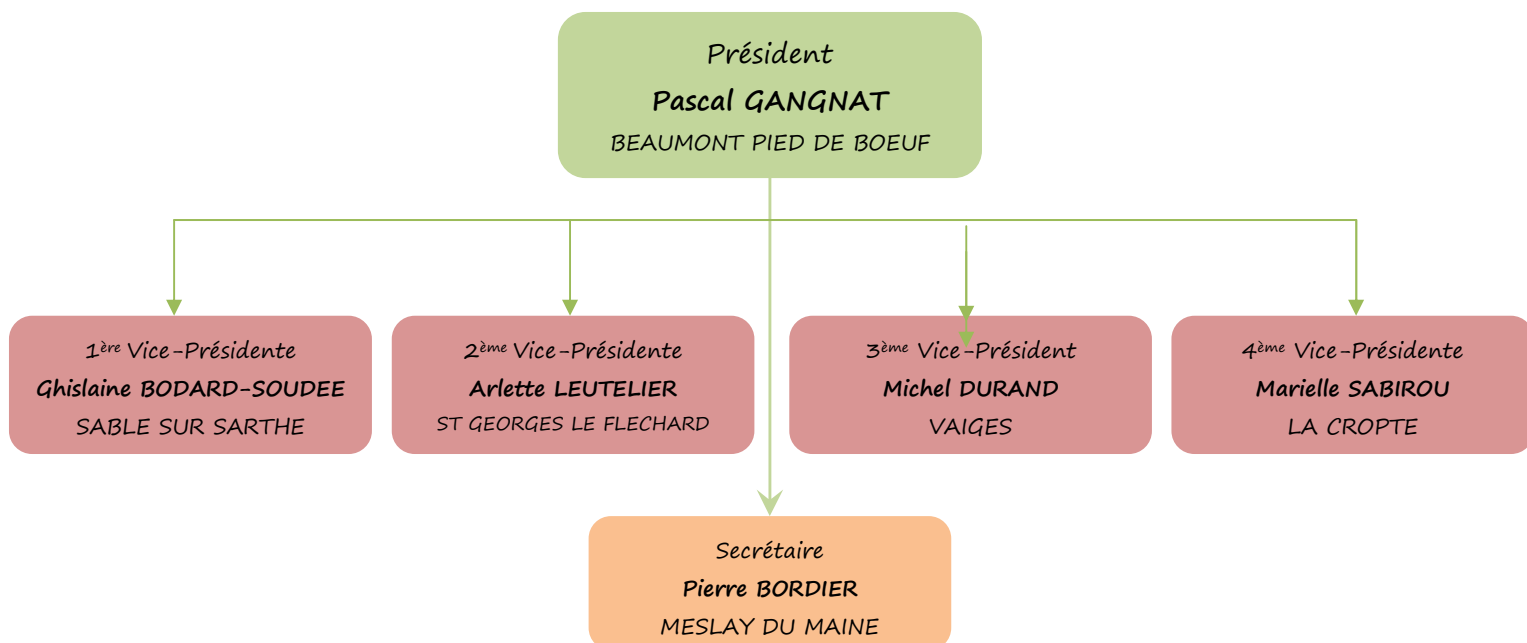 Président
Pascal GANGNAT
BEAUMONT PIED DE BOEUF
1ère Vice-Présidente
Ghislaine BODARD-SOUDEE
SABLE SUR SARTHE
2ème Vice-Présidente
Arlette LEUTELIER
ST GEORGES LE FLECHARD
3ème Vice-Président
Michel DURAND
VAIGES
4ème Vice-Présidente
Marielle SABIROU
LA CROPTE
Secrétaire
Pierre BORDIER
MESLAY DU MAINE